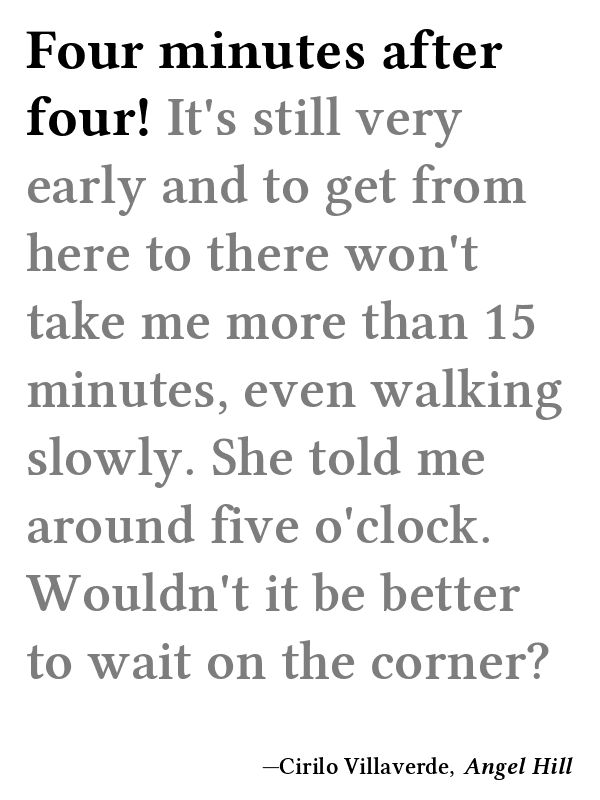 Four minutes after
four! It's still very
early and to get from
here to there won't
take me more than 15
minutes, even walking
slowly. She told me
around five o'clock.
Wouldn't it be better
to wait on the corner?
—Cirilo Villaverde, Angel Hill